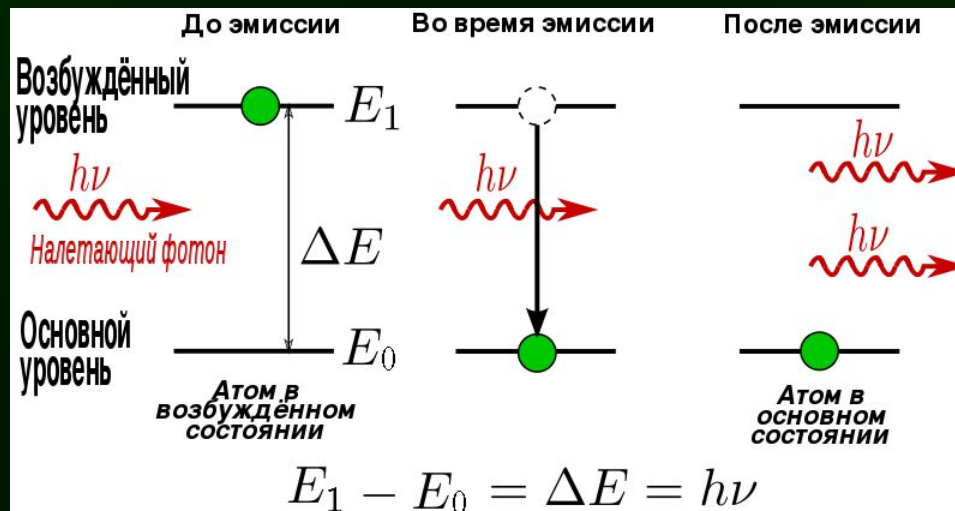 До эмиссии
Во время эмиссии
После эмиссии
Возбуждённый
уровень
E₁
hν
hν
hν
Налетающий фотон
ΔE
hν
Основной
уровень
E₀
Атом в
возбуждённом
состоянии
Атом в
основном
состоянии
E₁ − E₀ = ΔE = hν